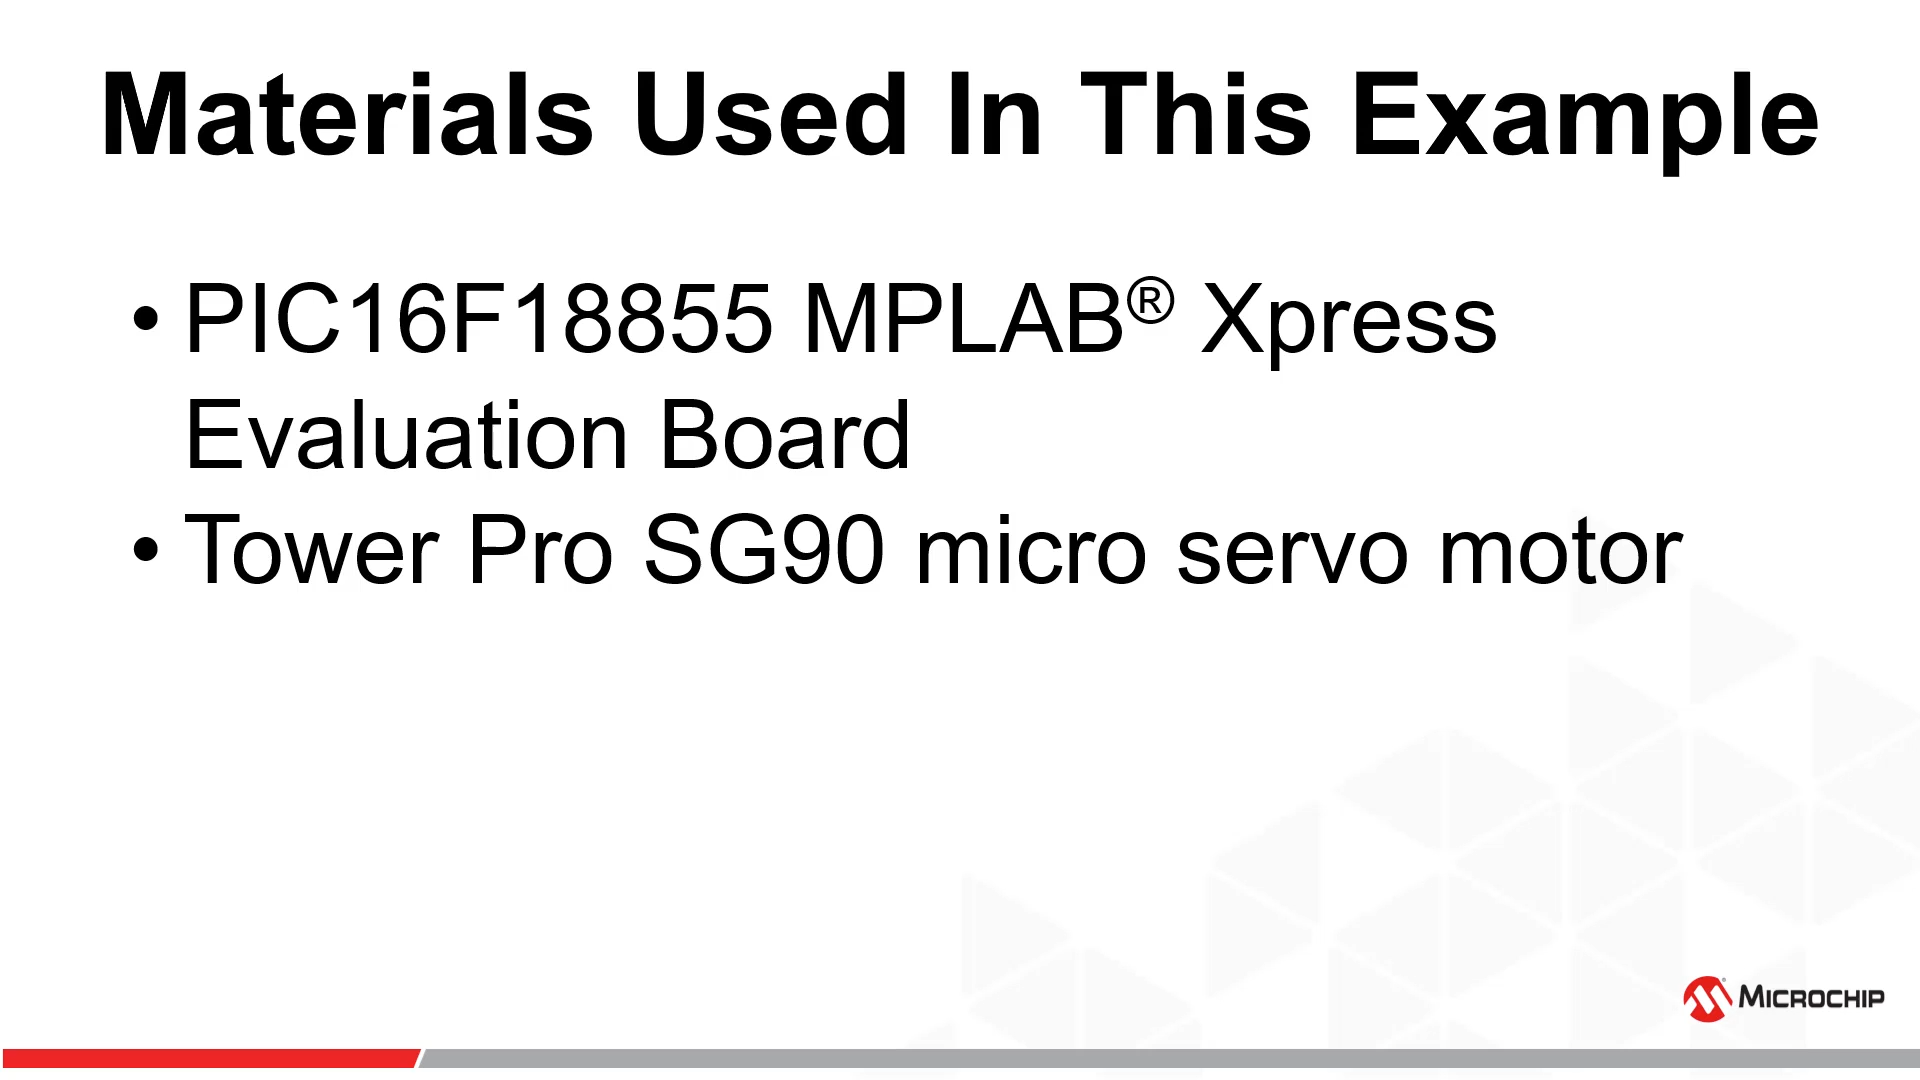 Materials Used In This Example
• PIC16F18855 MPLAB® Xpress
Evaluation Board
• Tower Pro SG90 micro servo motor
MICROCHIP